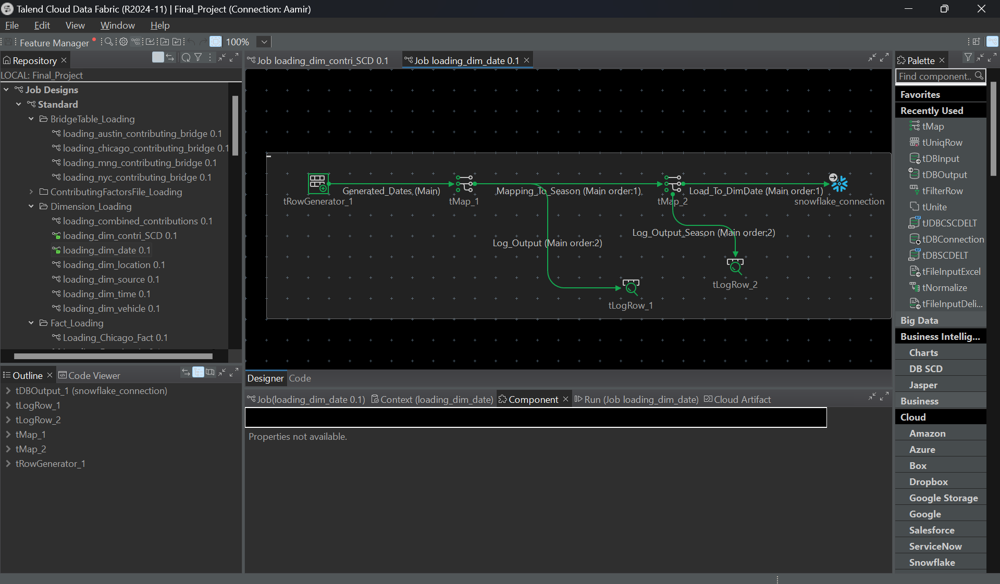 Talend Cloud Data Fabric (R2024-11) | Final_Project (Connection: Aamir)
File Edit View Window Help
Feature Manager 100%
Repository
LOCAL: Final_Project
Job Designs
Standard
BridgeTable_Loading
loading_austin_contributing_bridge 0.1
loading_chicago_contributing_bridge 0.1
loading_mng_contributing_bridge 0.1
loading_nyc_contributing_bridge 0.1
ContributingFactorsFile_Loading
Dimension_Loading
loading_combined_contributions 0.1
loading_dim_contri_SCD 0.1
loading_dim_date 0.1
loading_dim_location 0.1
loading_dim_source 0.1
loading_dim_time 0.1
loading_dim_vehicle 0.1
Fact_Loading
Loading_Chicago_Fact 0.1
Outline Code Viewer
tDBOutput_1 (snowflake_connection)
tLogRow_1
tLogRow_2
tMap_1
tMap_2
tRowGenerator_1
Job loading_dim_contri_SCD 0.1 Job loading_dim_date 0.1
Generated_Dates (Main) Mapping_To_Season (Main order:1) Load_To_DimDate (Main order:1)
tRowGenerator_1 tMap_1 tMap_2 snowflake_connection
Log_Output_Season (Main order:2)
Log_Output (Main order:2)
tLogRow_2
tLogRow_1
Designer Code
Job(loading_dim_date 0.1) Context (loading_dim_date) Component Run (Job loading_dim_date) Cloud Artifact
Properties not available.
Palette
Find component..
Favorites
Recently Used
tMap
tUniqRow
tDBInput
tDBOutput
tFilterRow
tUnite
tJDBCSCDELT
tDBConnection
tDBSCDELT
tFileInputExcel
tNormalize
tFileInputDeli...
Big Data
Business Intellig...
Charts
DB SCD
Jasper
Business
Cloud
Amazon
Azure
Box
Dropbox
Google Storage
Google
Salesforce
ServiceNow
Snowflake